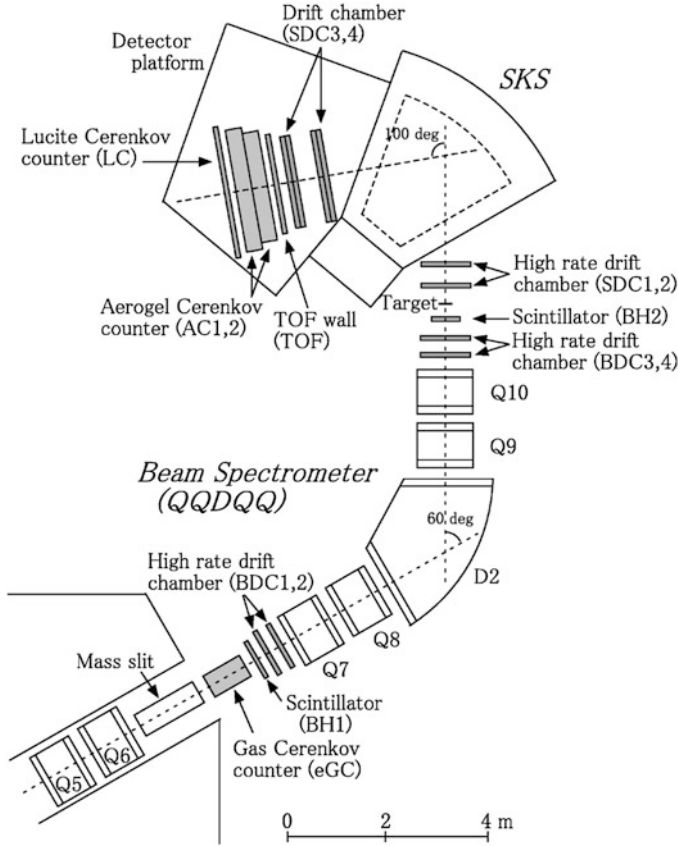 Drift chamber
(SDC3,4)
Detector
platform
SKS
Lucite Cerenkov
counter (LC)
100 deg
High rate drift
chamber (SDC1,2)
Target
Aerogel Cerenkov
counter (AC1,2)
TOF wall
(TOF)
Scintillator (BH2)
High rate drift
chamber (BDC3,4)
Q10
Q9
Beam Spectrometer
(QQDQQ)
60 deg
High rate drift
chamber (BDC1,2)
D2
Q8
Q7
Mass slit
Scintillator
(BH1)
Q6
Q5
Gas Cerenkov
counter (eGC)
0 2 4 m